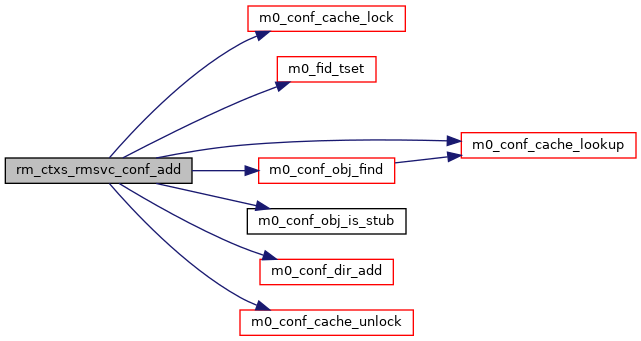 m0_conf_cache_lock
m0_fid_tset
m0_conf_cache_lookup
rm_ctxs_rmsvc_conf_add
m0_conf_obj_find
m0_conf_obj_is_stub
m0_conf_dir_add
m0_conf_cache_unlock